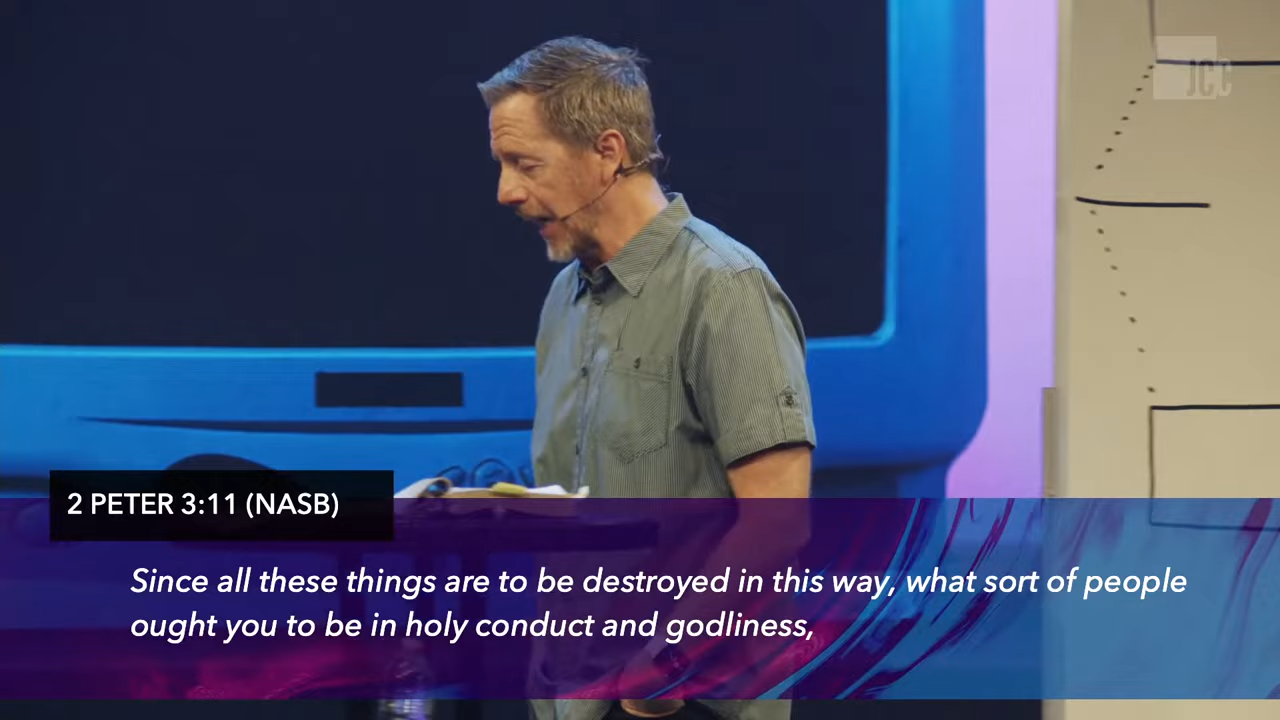 JCC
2 PETER 3:11 (NASB)
Since all these things are to be destroyed in this way, what sort of people
ought you to be in holy conduct and godliness,